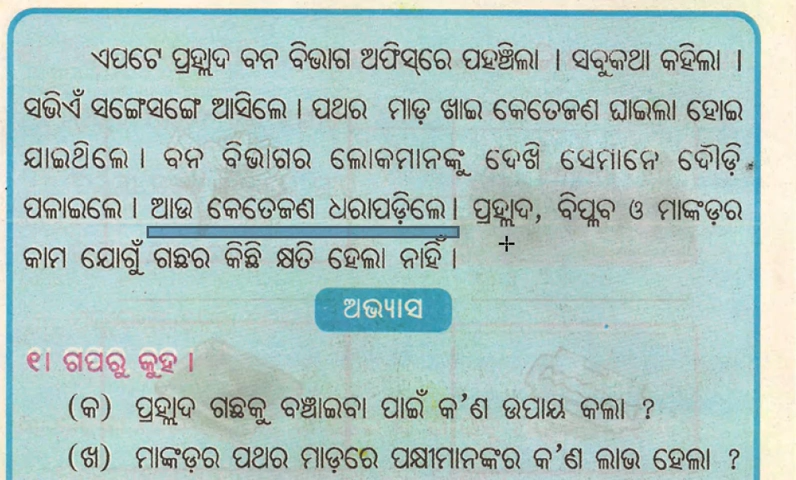 ଏପଟେ ପ୍ରହ୍ଲାଦ ବନ ବିଭାଗ ଅଫିସ୍‌ରେ ପହଞ୍ଚିଲା । ସବୁକଥା କହିଲା ।
ସଭିଏଁ ସଙ୍ଗେସଙ୍ଗେ ଆସିଲେ । ପଥର ମାଡ଼ ଖାଇ କେତେଜଣ ଘାଇଲା ହୋଇ
ଯାଇଥିଲେ । ବନ ବିଭାଗର ଲୋକମାନଙ୍କୁ ଦେଖି ସେମାନେ ଦୌଡ଼ି
ପଳାଇଲେ । ଆଉ କେତେଜଣ ଧରାପଡ଼ିଲେ । ପ୍ରହ୍ଲାଦ, ବିପ୍ଳବ ଓ ମାଙ୍କଡ଼ର
କାମ ଯୋଗୁଁ ଗଛର କିଛି କ୍ଷତି ହେଲା ନାହିଁ ।
ଅଭ୍ୟାସ
୧। ଗପରୁ କୁହ ।
(କ) ପ୍ରହ୍ଲାଦ ଗଛକୁ ବଞ୍ଚାଇବା ପାଇଁ କ'ଣ ଉପାୟ କଲା ?
(ଖ) ମାଙ୍କଡ଼ର ପଥର ମାଡ଼ରେ ପକ୍ଷୀମାନଙ୍କର କ'ଣ ଲାଭ ହେଲା ?